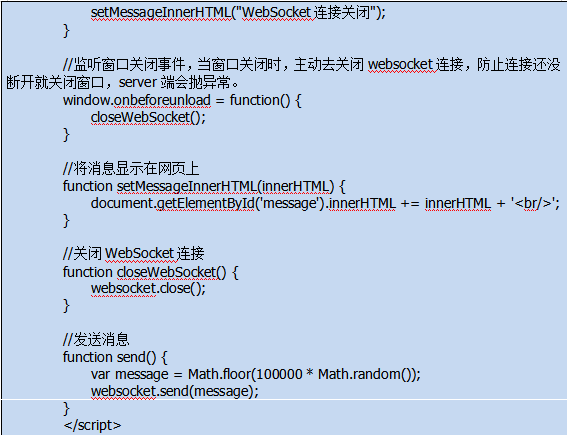 setMessageInnerHTML("WebSocket 连接关闭");
}
//监听窗口关闭事件，当窗口关闭时，主动去关闭 websocket 连接，防止连接还没
断开就关闭窗口，server 端会抛异常。
window.onbeforeunload = function() {
closeWebSocket();
}
//将消息显示在网页上
function setMessageInnerHTML(innerHTML) {
document.getElementById('message').innerHTML += innerHTML + '<br/>';
}
//关闭 WebSocket 连接
function closeWebSocket() {
websocket.close();
}
//发送消息
function send() {
var message = Math.floor(100000 * Math.random());
websocket.send(message);
}
</script>